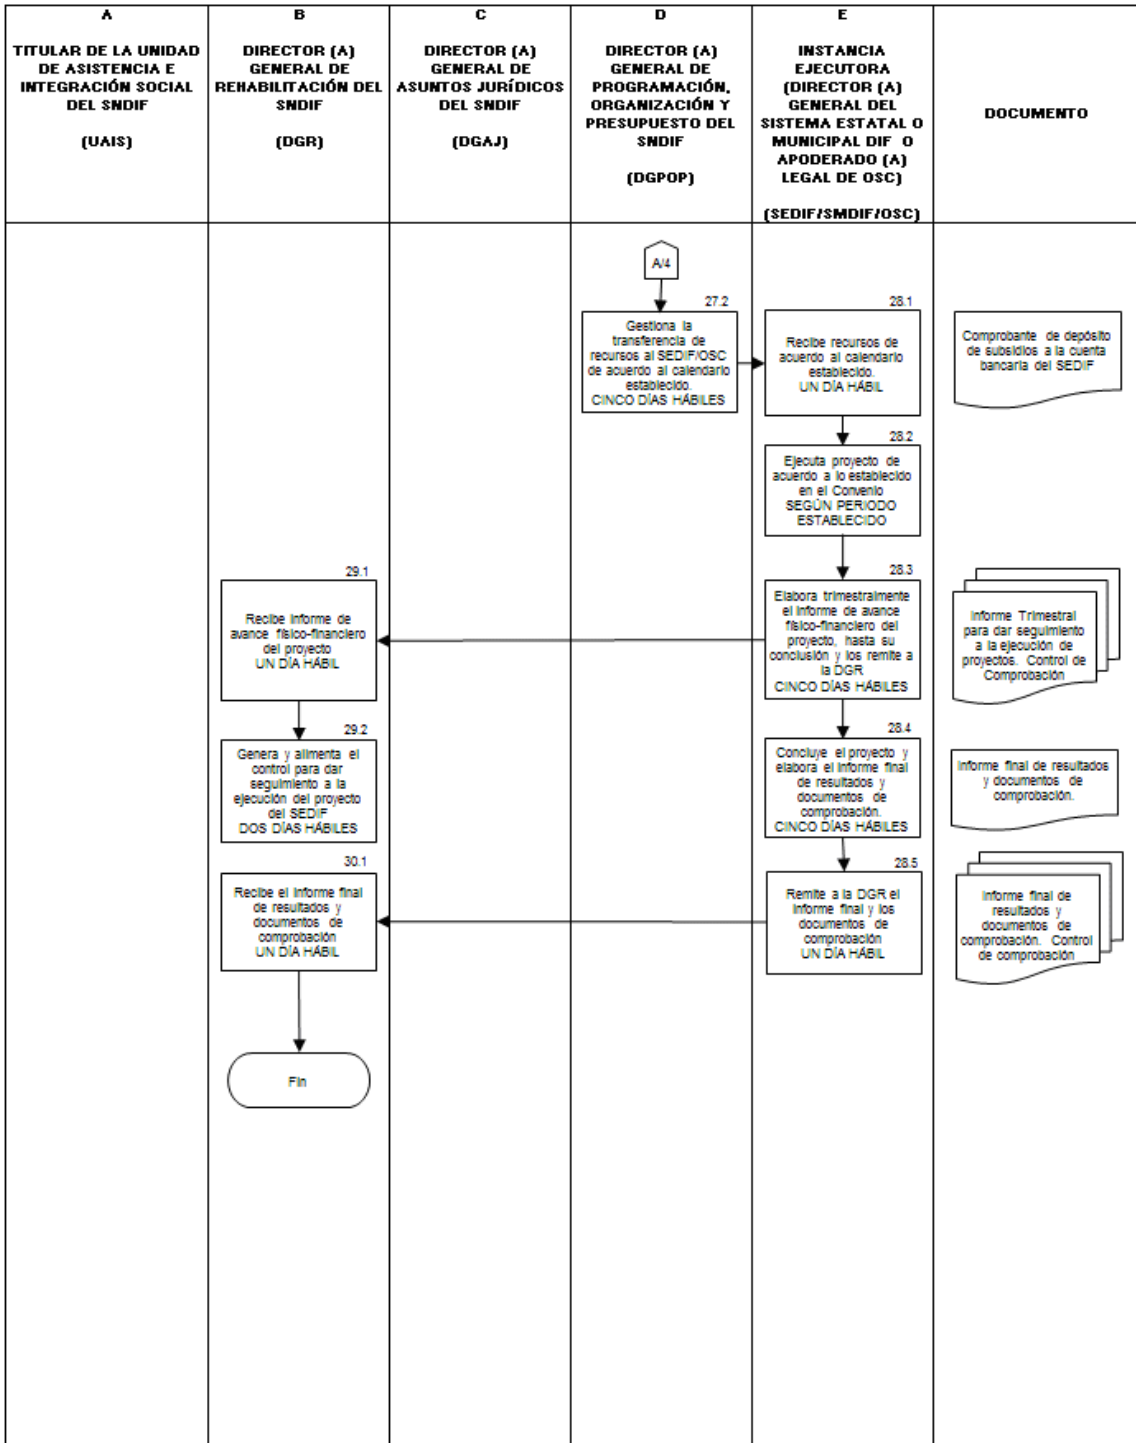 A
TITULAR DE LA UNIDAD
DE ASISTENCIA E
INTEGRACIÓN SOCIAL
DEL SNDIF
(UAIS)
B
DIRECTOR (A)
GENERAL DE
REHABILITACIÓN DEL
SNDIF
(DGR)
C
DIRECTOR (A)
GENERAL DE
ASUNTOS JURÍDICOS
DEL SNDIF
(DGAJ)
D
DIRECTOR (A)
GENERAL DE
PROGRAMACIÓN,
ORGANIZACIÓN Y
PRESUPUESTO DEL
SNDIF
(DGPOP)
E
INSTANCIA
EJECUTORA
(DIRECTOR (A)
GENERAL DEL
SISTEMA ESTATAL O
MUNICIPAL DIF O
APODERADO (A)
LEGAL DE OSC)
(SEDIF/SMDIF/OSC)
DOCUMENTO
A/4
27.2
Gestiona la
transferencia de
recursos al SEDIF/OSC
de acuerdo al calendario
establecido.
CINCO DÍAS HÁBILES
28.1
Recibe recursos de
acuerdo al calendario
establecido.
UN DÍA HÁBIL
Comprobante de depósito
de subsidios a la cuenta
bancaria del SEDIF
28.2
Ejecuta proyecto de
acuerdo a lo establecido
en el Convenio
SEGÚN PERIODO
ESTABLECIDO
29.1
Recibe informe de
avance físico-financiero
del proyecto
UN DÍA HÁBIL
28.3
Elabora trimestralmente
el informe de avance
físico-financiero del
proyecto, hasta su
conclusión y los remite a
la DGR
CINCO DÍAS HÁBILES
Informe Trimestral
para dar seguimiento
a la ejecución de
proyectos. Control de
Comprobación
29.2
Genera y alimenta el
control para dar
seguimiento a la
ejecución del proyecto
del SEDIF
DOS DÍAS HÁBILES
28.4
Concluye el proyecto y
elabora el informe final
de resultados y
documentos de
comprobación.
CINCO DÍAS HÁBILES
Informe final de resultados
y documentos de
comprobación.
30.1
Recibe el informe final
de resultados y
documentos de
comprobación
UN DÍA HÁBIL
28.5
Remite a la DGR el
informe final y los
documentos de
comprobación
UN DÍA HÁBIL
Informe final de
resultados y
documentos de
comprobación. Control
de comprobación
Fin